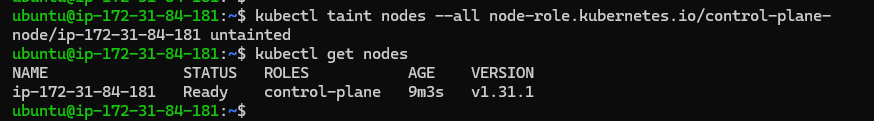 ubuntu@ip-172-31-84-181:~$ kubectl taint nodes --all node-role.kubernetes.io/control-plane-
node/ip-172-31-84-181 untainted
ubuntu@ip-172-31-84-181:~$ kubectl get nodes
NAME STATUS ROLES AGE VERSION
ip-172-31-84-181 Ready control-plane 9m3s v1.31.1
ubuntu@ip-172-31-84-181:~$